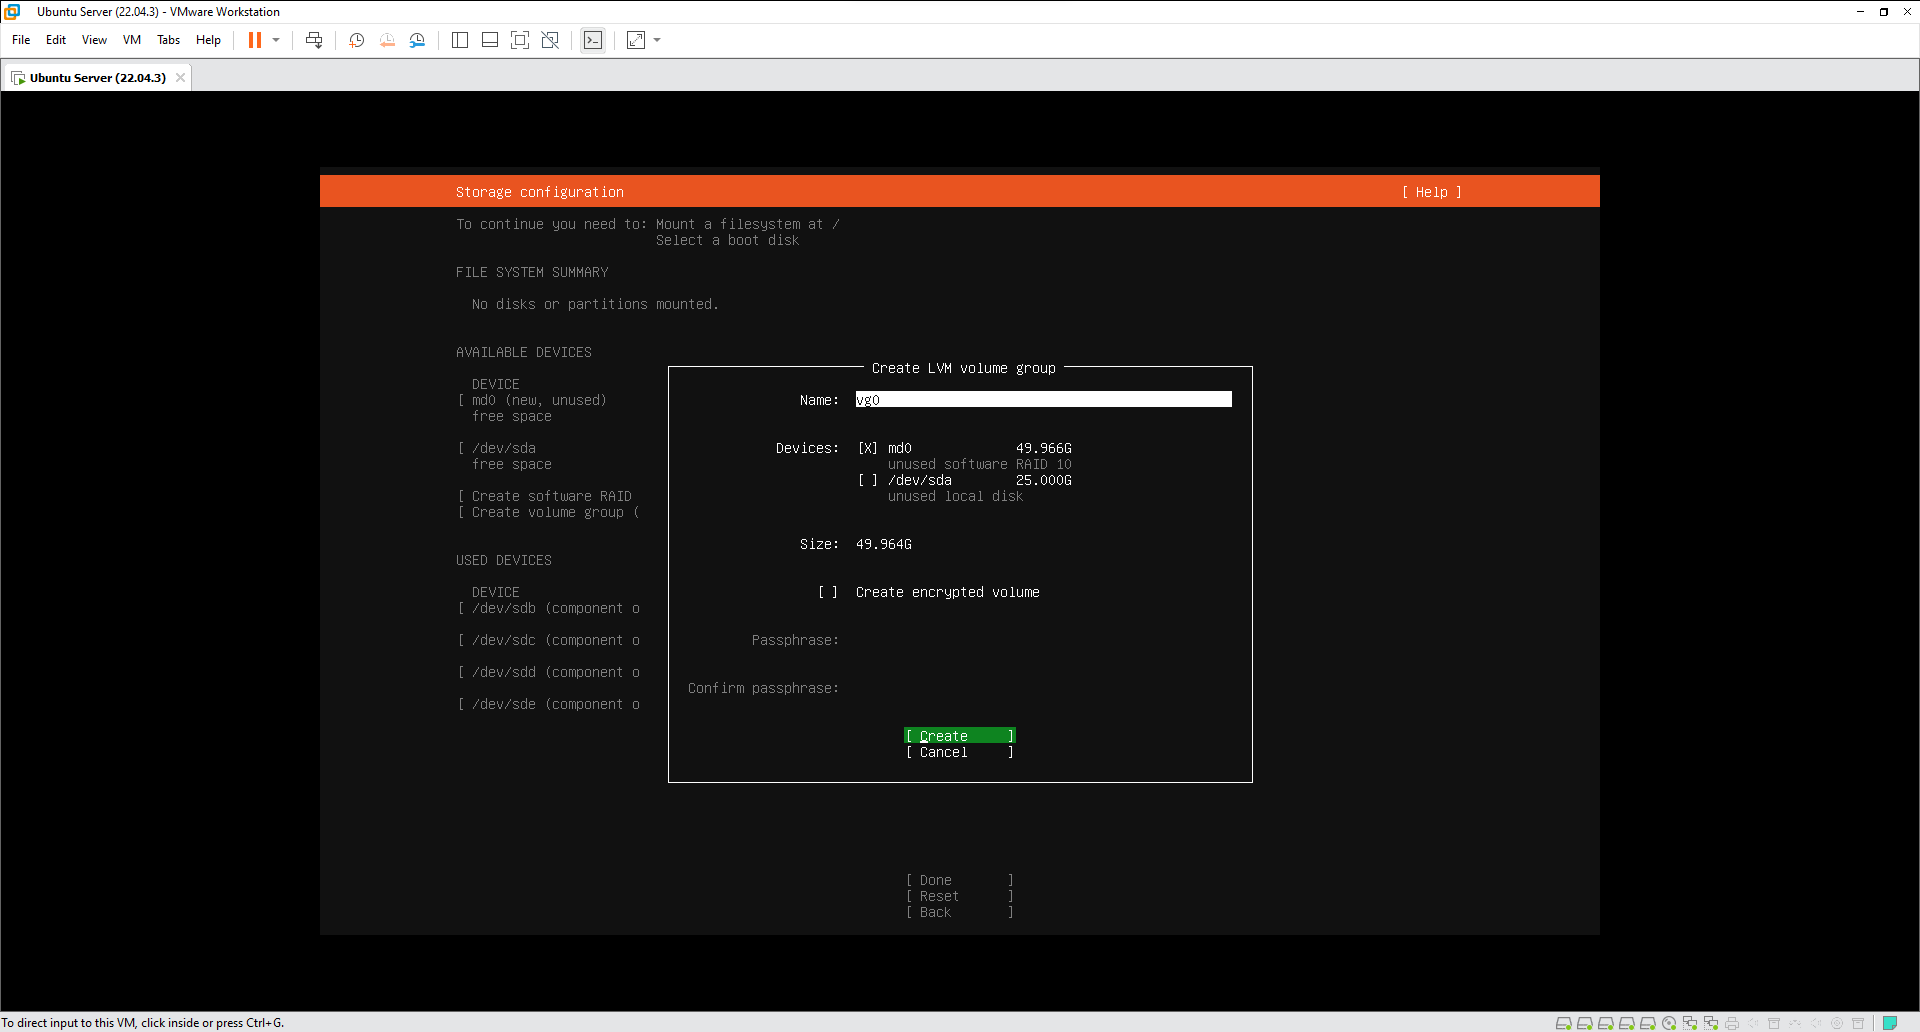 Ubuntu Server (22.04.3) - VMware Workstation
File Edit View VM Tabs Help
Ubuntu Server (22.04.3)
Storage configuration [ Help ]
To continue you need to: Mount a filesystem at /
Select a boot disk
FILE SYSTEM SUMMARY
No disks or partitions mounted.
AVAILABLE DEVICES
DEVICE
[ md0 (new, unused)
free space
[ /dev/sda
free space
[ Create software RAID
[ Create volume group (
USED DEVICES
DEVICE
[ /dev/sdb (component o
[ /dev/sdc (component o
[ /dev/sdd (component o
[ /dev/sde (component o
Create LVM volume group
Name: vg0
Devices: [X] md0 49.966G
unused software RAID 10
[ ] /dev/sda 25.000G
unused local disk
Size: 49.964G
[ ] Create encrypted volume
Passphrase:
Confirm passphrase:
[ Create ]
[ Cancel ]
[ Done ]
[ Reset ]
[ Back ]
To direct input to this VM, click inside or press Ctrl+G.